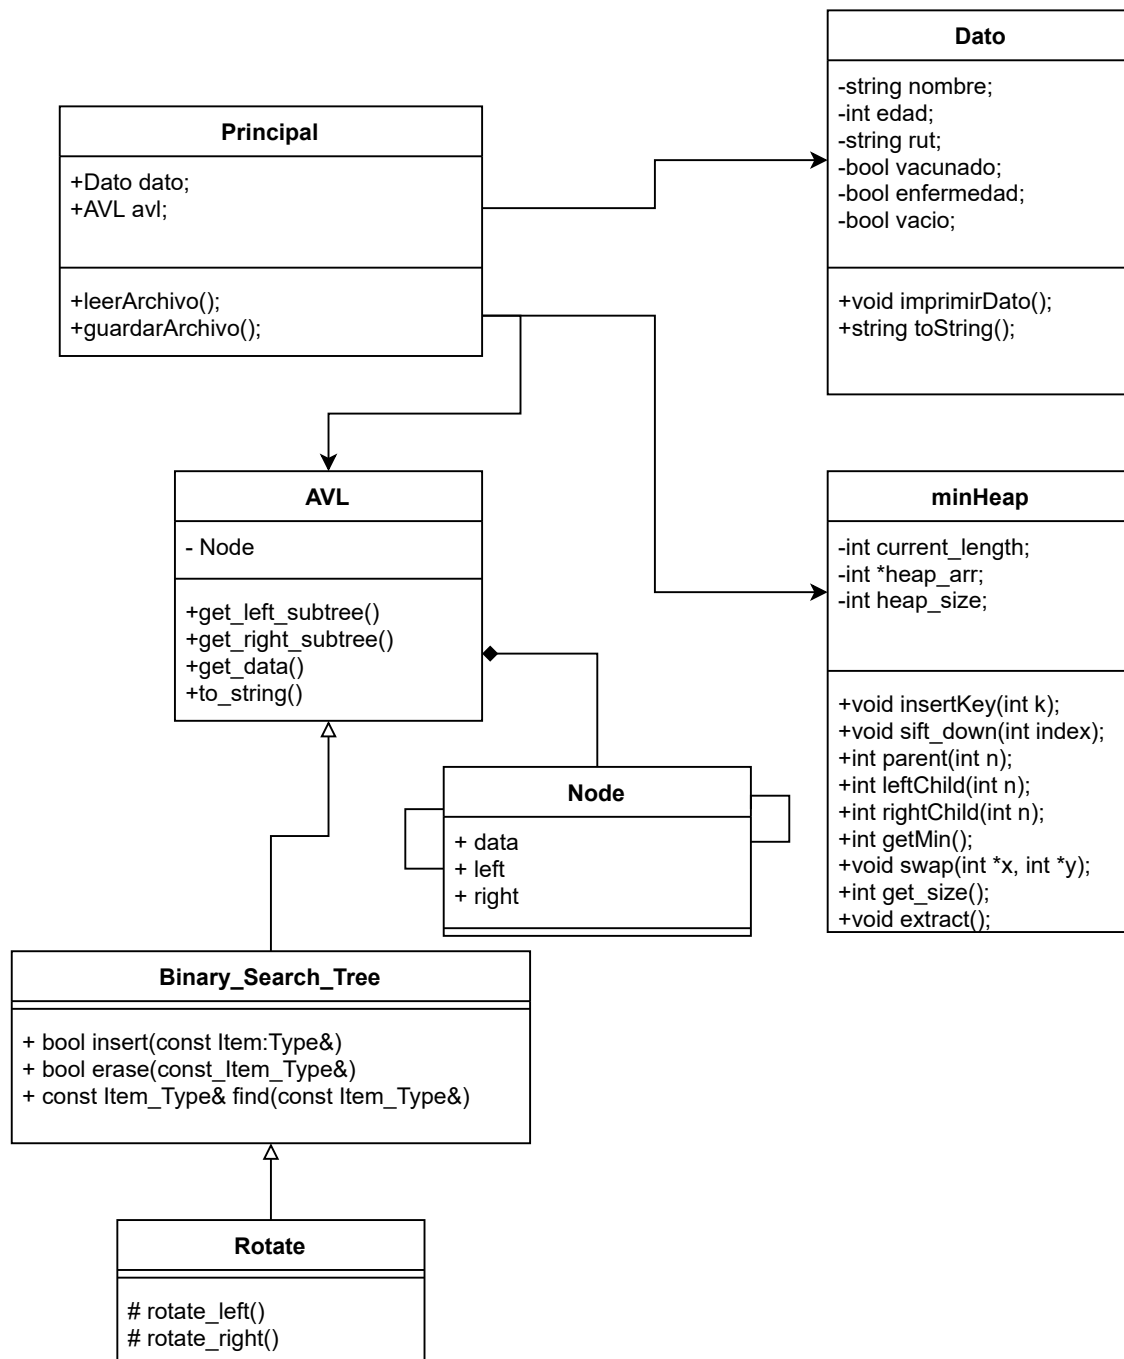 Dato
-string nombre;
-int edad;
-string rut;
-bool vacunado;
-bool enfermedad;
-bool vacio;
+void imprimirDato();
+string toString();
Principal
+Dato dato;
+AVL avl;
+leerArchivo();
+guardarArchivo();
AVL
- Node
+get_left_subtree()
+get_right_subtree()
+get_data()
+to_string()
minHeap
-int current_length;
-int *heap_arr;
-int heap_size;
+void insertKey(int k);
+void sift_down(int index);
+int parent(int n);
+int leftChild(int n);
+int rightChild(int n);
+int getMin();
+void swap(int *x, int *y);
+int get_size();
+void extract();
Node
+ data
+ left
+ right
Binary_Search_Tree
+ bool insert(const Item:Type&)
+ bool erase(const_Item_Type&)
+ const Item_Type& find(const Item_Type&)
Rotate
# rotate_left()
# rotate_right()